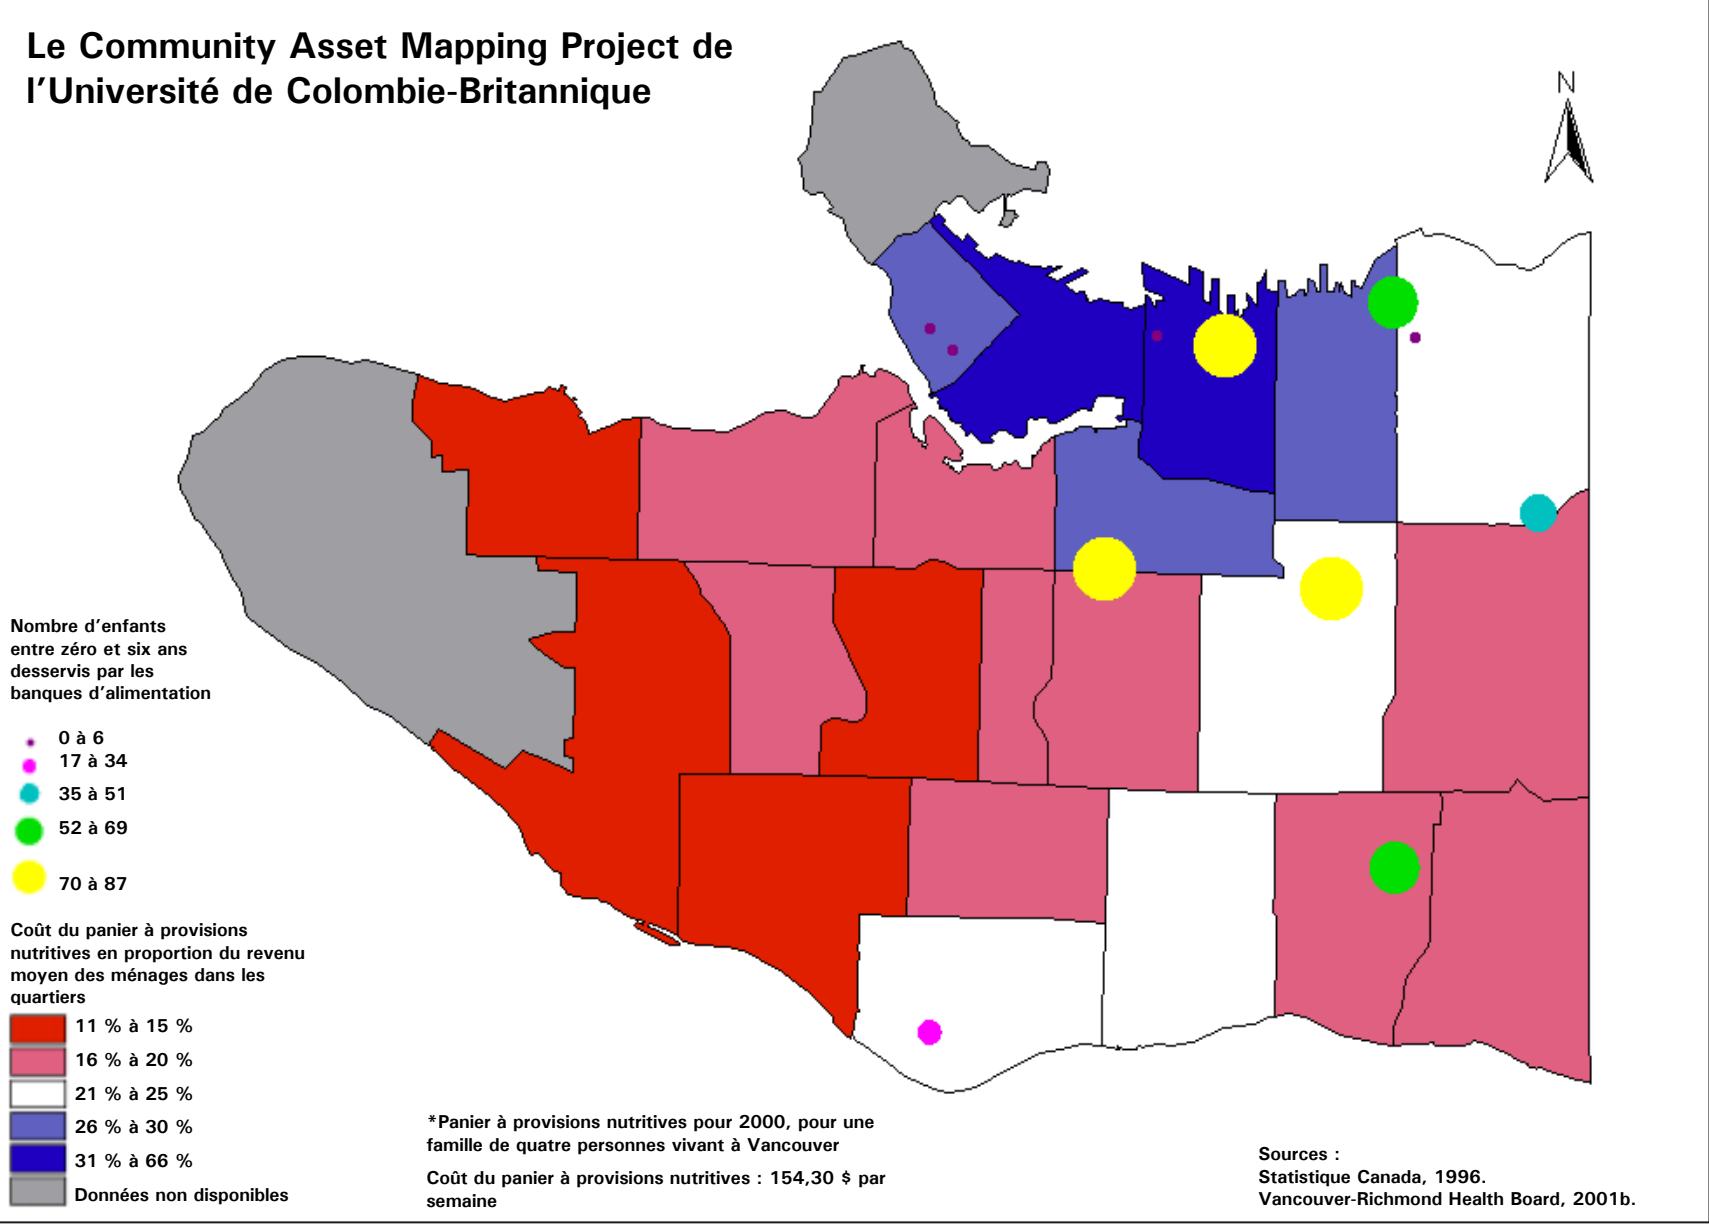 Le Community Asset Mapping Project de
l'Université de Colombie-Britannique
N
Nombre d'enfants
entre zéro et six ans
desservis par les
banques d'alimentation
0 à 6
17 à 34
35 à 51
52 à 69
70 à 87
Coût du panier à provisions
nutritives en proportion du revenu
moyen des ménages dans les
quartiers
11 % à 15 %
16 % à 20 %
21 % à 25 %
26 % à 30 %
31 % à 66 %
Données non disponibles
*Panier à provisions nutritives pour 2000, pour une
famille de quatre personnes vivant à Vancouver
Coût du panier à provisions nutritives : 154,30 $ par
semaine
Sources :
Statistique Canada, 1996.
Vancouver-Richmond Health Board, 2001b.